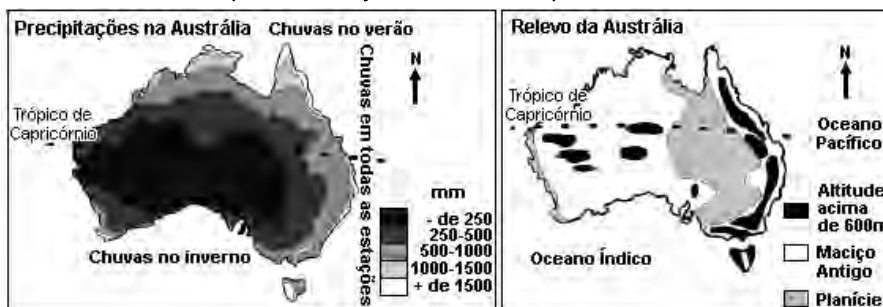 Precipitações na Austrália
Chuvas no verão
Chuvas em todas as estações
N
Trópico de
Capricórnio
Chuvas no inverno
mm
- de 250
250-500
500-1000
1000-1500
+ de 1500
Relevo da Austrália
N
Trópico de
Capricórnio
Oceano
Pacífico
Oceano Índico
Altitude
acima
de 600m
Maciço
Antigo
Planície